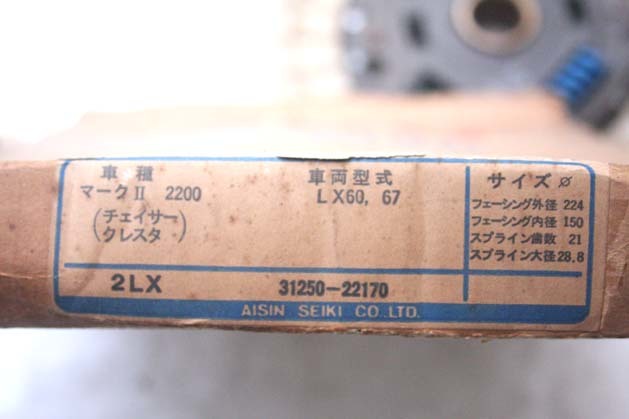 車種
マークⅡ 2200
(チェイサー
クレスタ)
車両型式
LX60, 67
サイズ ⌀
フェーシング外径 224
フェーシング内径 150
スプライン歯数 21
スプライン大径 28,8
2LX
31250-22170
AISIN SEIKI CO.,LTD.